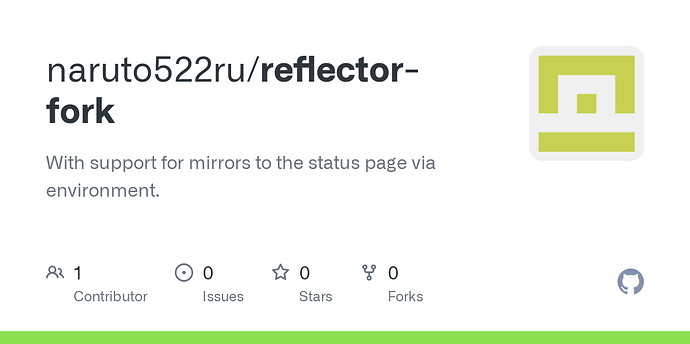 naruto522ru/reflector-
fork
With support for mirrors to the status page via
environment.
1
Contributor
0
Issues
0
Stars
0
Forks